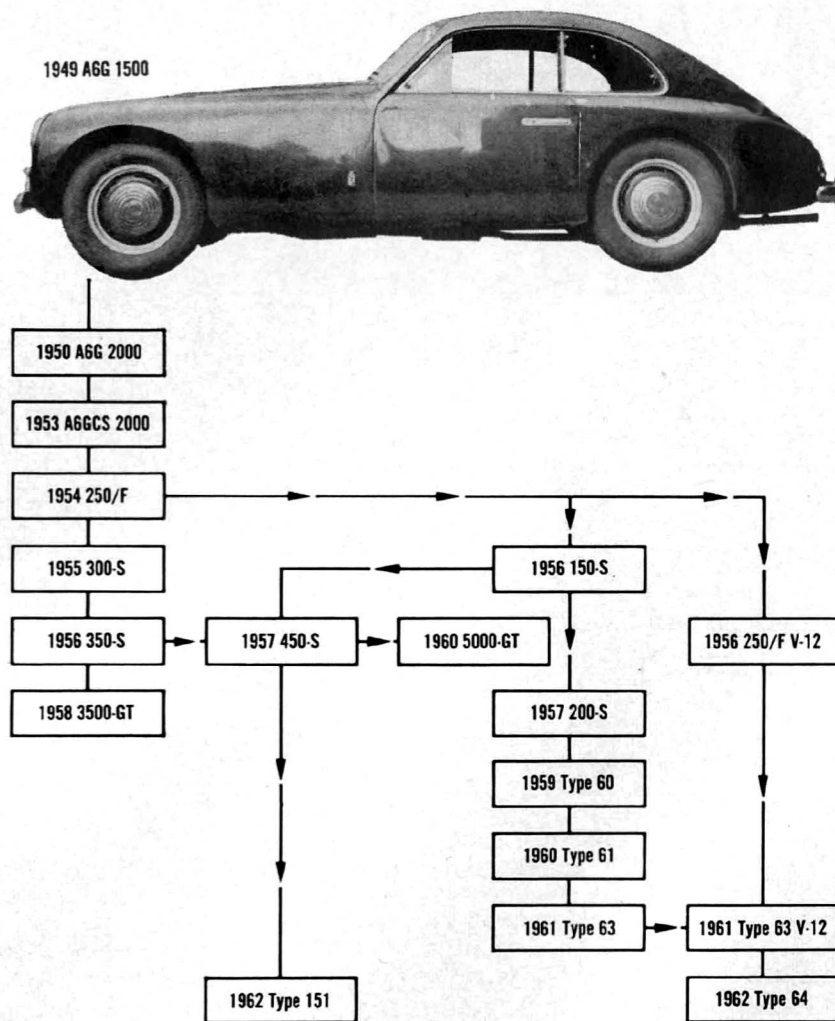 1949 A6G 1500
1950 A6G 2000
1953 A6GCS 2000
1954 250/F
1955 300-S
1956 150-S
1956 350-S
1957 450-S
1960 5000-GT
1956 250/F V-12
1958 3500-GT
1957 200-S
1959 Type 60
1960 Type 61
1961 Type 63
1961 Type 63 V-12
1962 Type 151
1962 Type 64